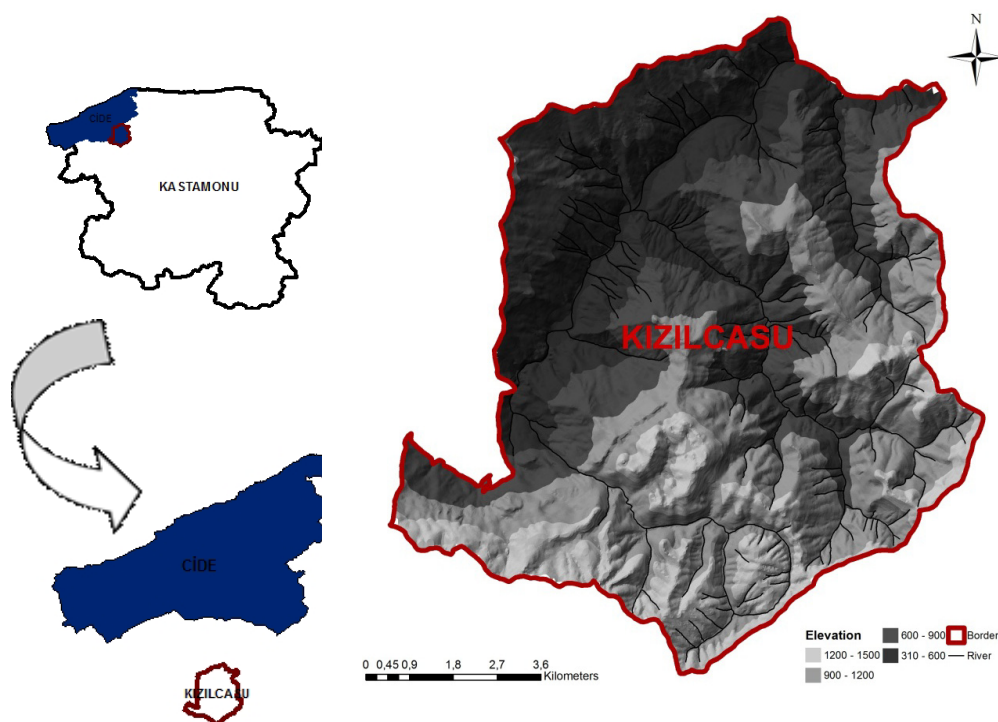 CİDE
KASTAMONU
CİDE
KIZILCASU
N
KIZILCASU
0 0,45 0,9 1,8 2,7 3,6
Kilometers
Elevation
1200 - 1500
900 - 1200
600 - 900
310 - 600
Border
River